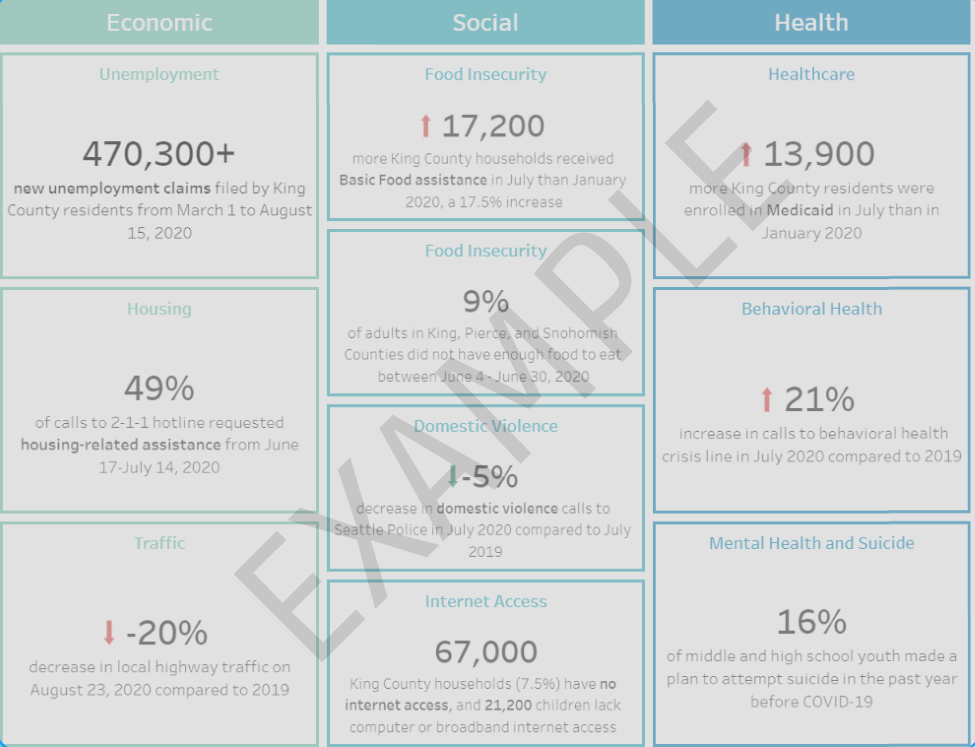 Economic
Unemployment
470,300+
new unemployment claims filed by King
County residents from March 1 to August
15, 2020
Housing
49%
of calls to 2-1-1 hotline requested
housing-related assistance from June
17-July 14, 2020
Traffic
-20%
decrease in local highway traffic on
August 23, 2020 compared to 2019
Social
Food Insecurity
17,200
more King County households received
Basic Food assistance in July than January
2020, a 17.5% increase
Food Insecurity
9%
of adults in King, Pierce, and Snohomish
Counties did not have enough food to eat
between June 4 - June 30, 2020
Domestic Violence
-5%
decrease in domestic violence calls to
Seattle Police in July 2020 compared to July
2019
Internet Access
67,000
King County households (7.5%) have no
internet access, and 21,200 children lack
computer or broadband internet access
Health
Healthcare
13,900
more King County residents were
enrolled in Medicaid in July than in
January 2020
Behavioral Health
21%
increase in calls to behavioral health
crisis line in July 2020 compared to 2019
Mental Health and Suicide
16%
of middle and high school youth made a
plan to attempt suicide in the past year
before COVID-19
EXAMPLE